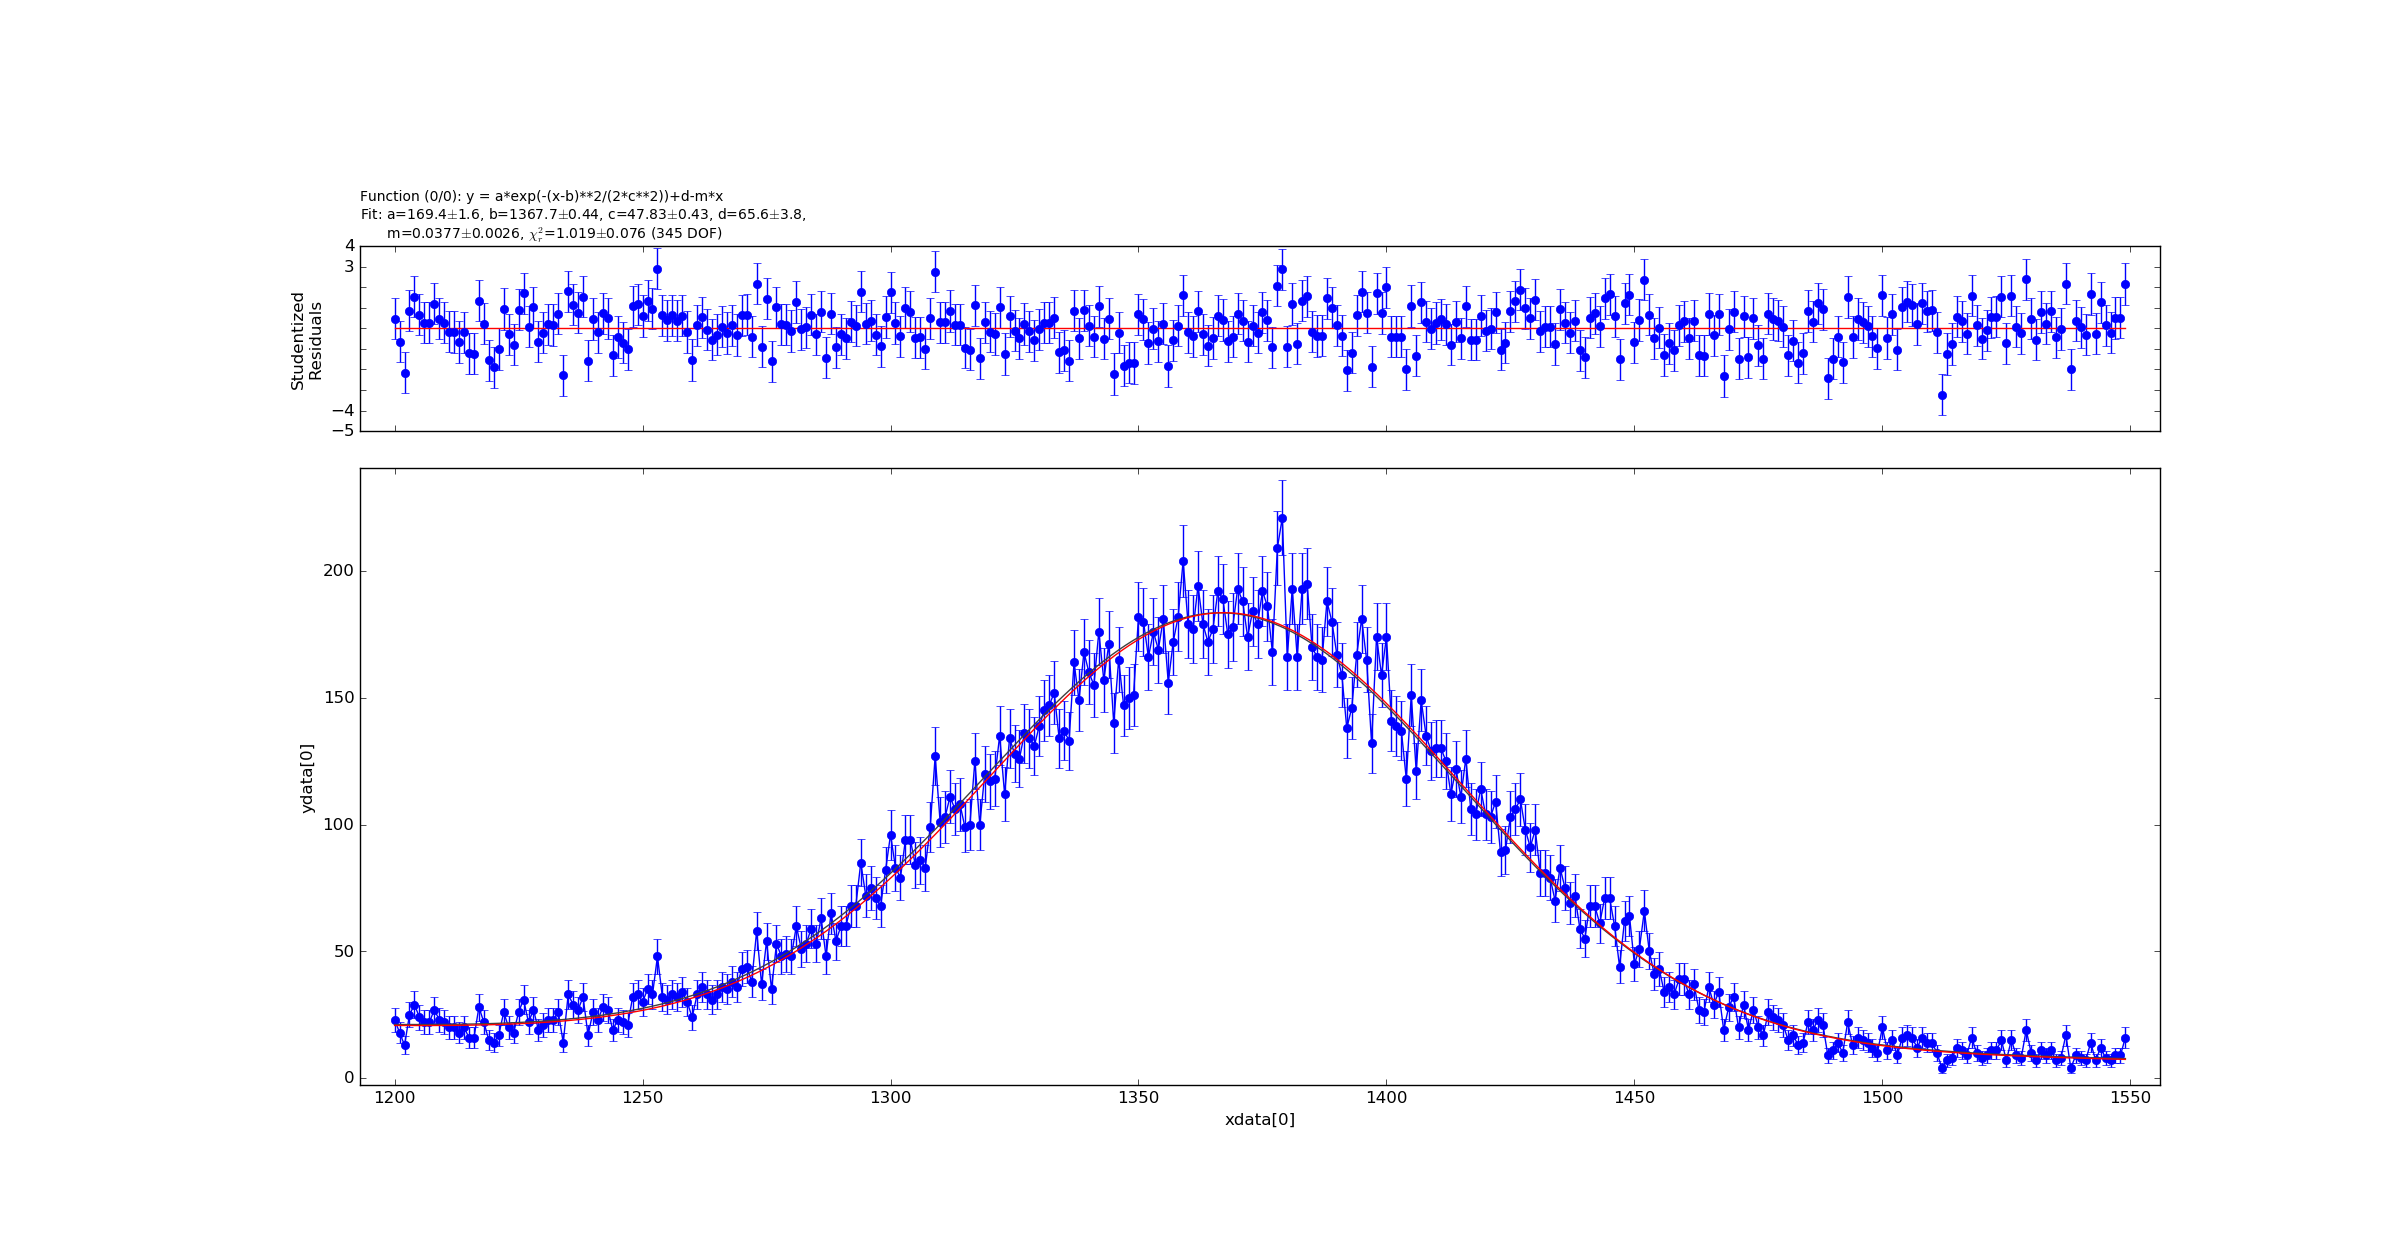 Function (0/0): y = a*exp(-(x-b)**2/(2*c**2))+d-m*x
Fit: a=169.4±1.6, b=1367.7±0.44, c=47.83±0.43, d=65.6±3.8,
m=0.0377±0.0026, χ²ᵣ=1.019±0.076 (345 DOF)
4
3
−4
−5
Studentized
Residuals
200
150
100
50
0
ydata[0]
1200 1250 1300 1350 1400 1450 1500 1550
xdata[0]